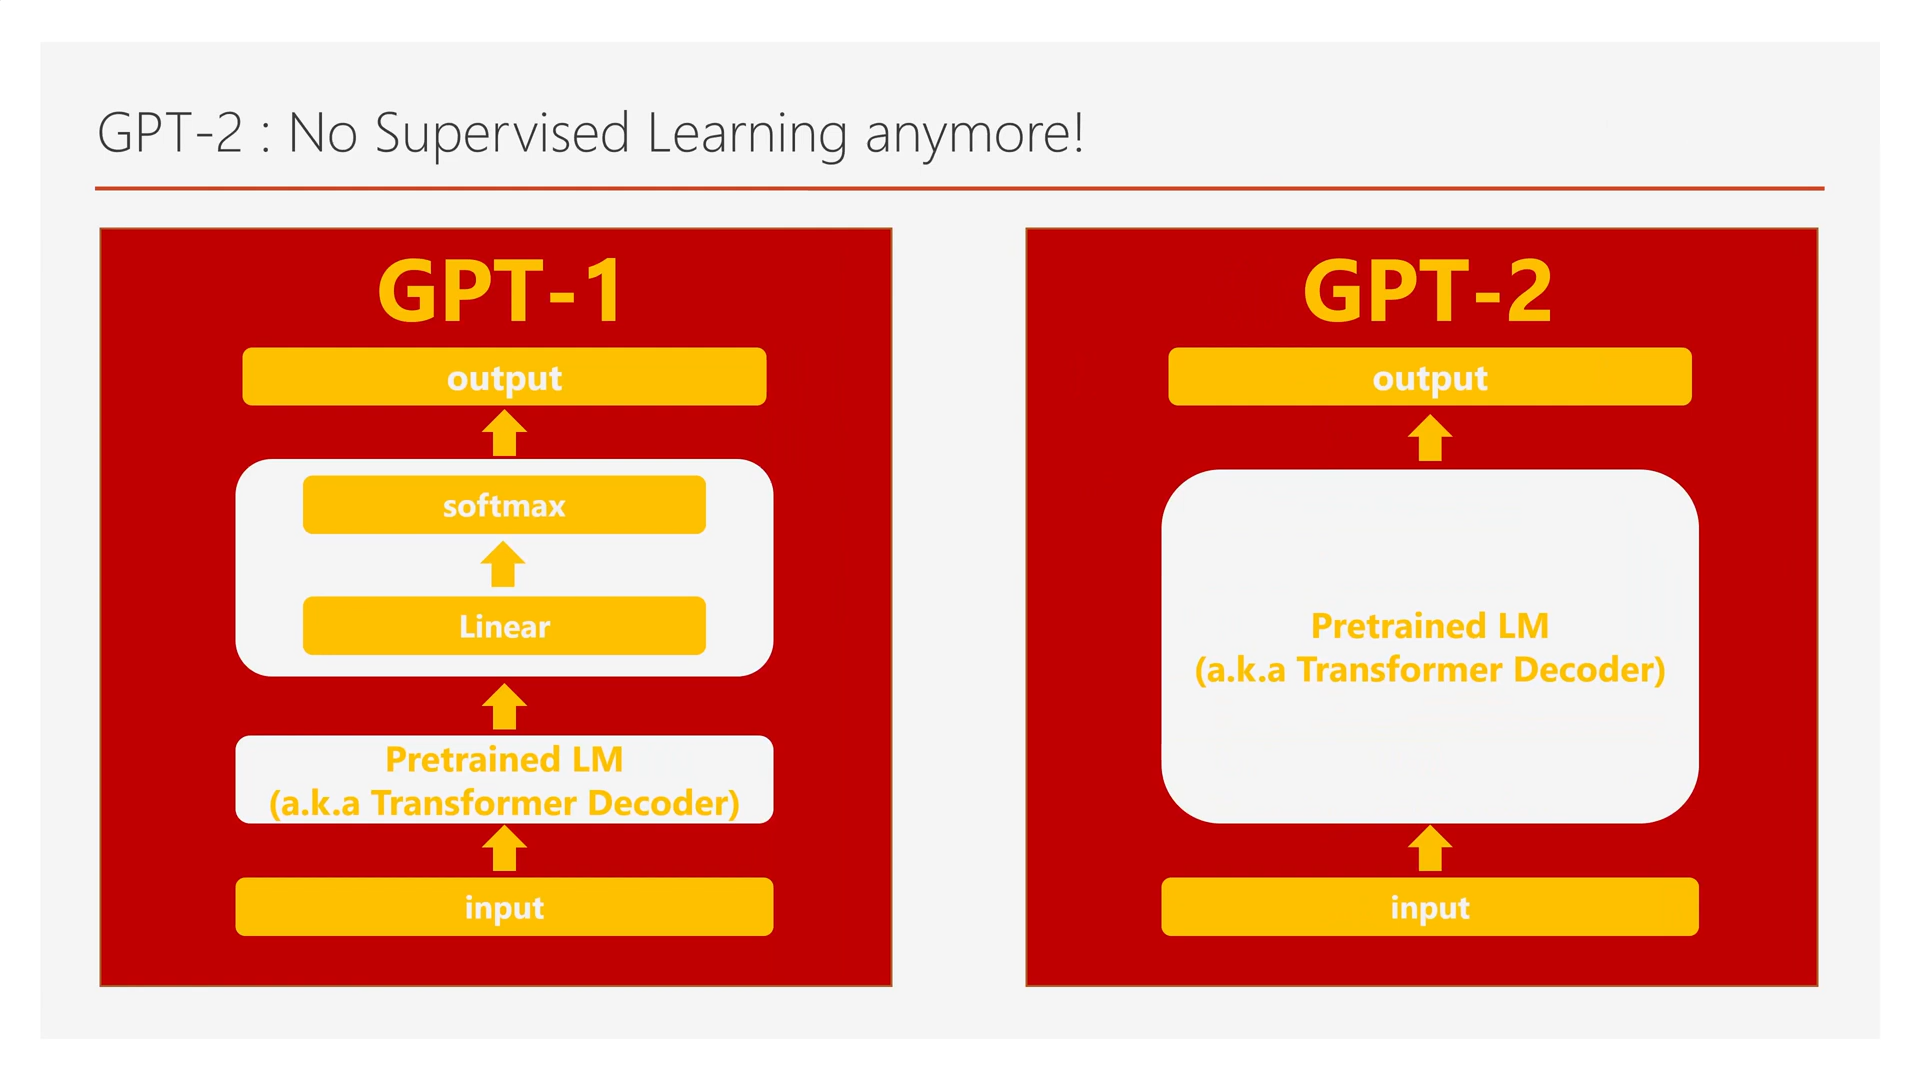 GPT-2 : No Supervised Learning anymore!
GPT-1
output
softmax
Linear
Pretrained LM
(a.k.a Transformer Decoder)
input
GPT-2
output
Pretrained LM
(a.k.a Transformer Decoder)
input